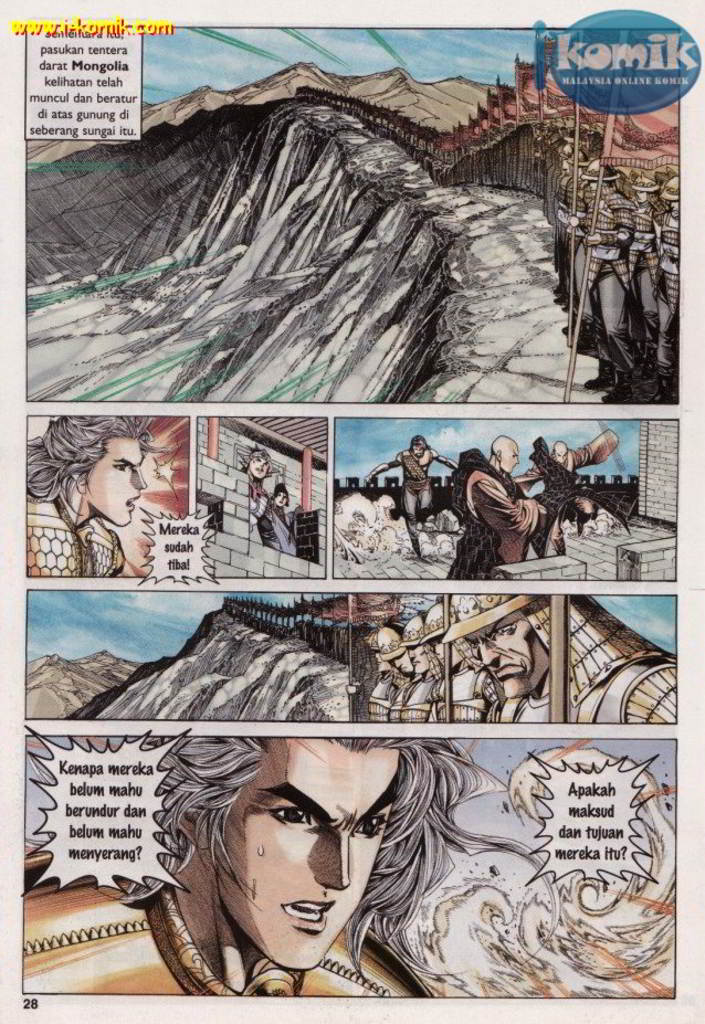 www.i-komik.com
Sementara itu,
pasukan tentera
darat Mongolia
kelihatan telah
muncul dan beratur
di atas gunung di
seberang sungai itu.
ikomik
MALAYSIA ONLINE KOMIK
Mereka
sudah
tiba!
Kenapa mereka
belum mahu
berundur dan
belum mahu
menyerang?
Apakah
maksud
dan tujuan
mereka itu?
28